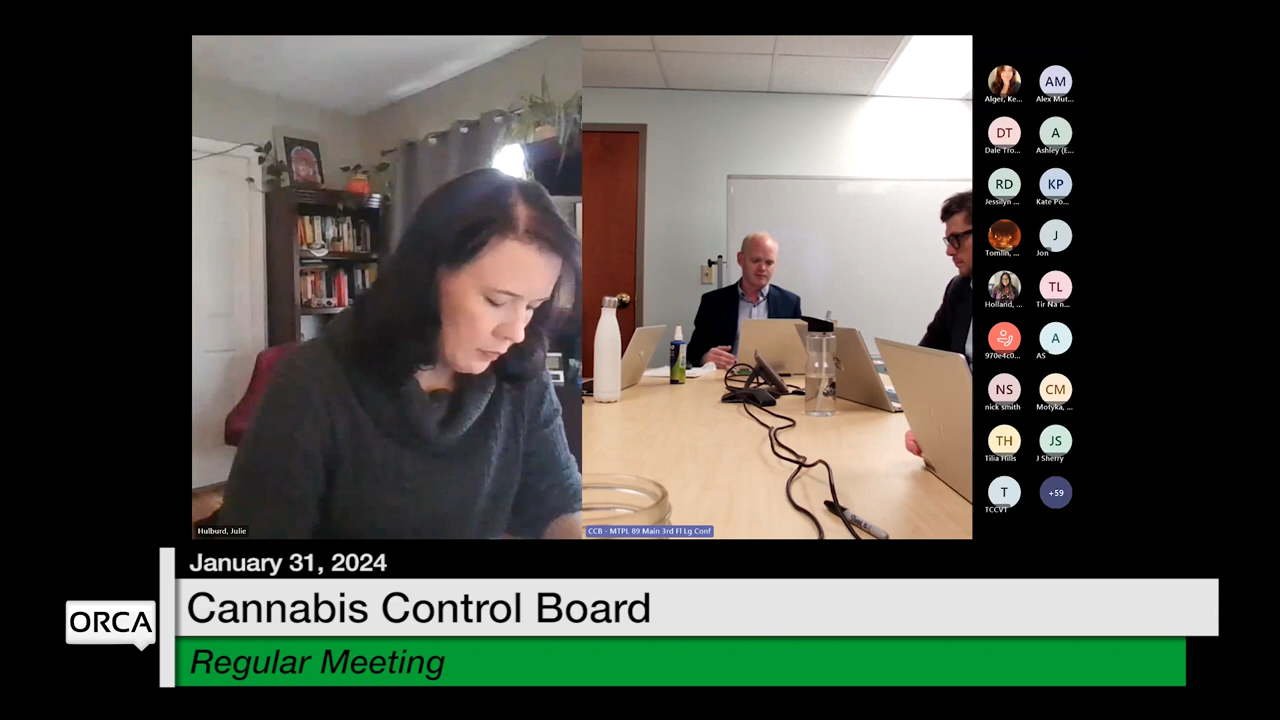 Alger, Ke...
AM
Alex Mut...
DT
Dale Tro...
A
Ashley (E...
RD
Jessilyn ...
KP
Kate Po...
Tomlin, ...
J
Jon
Holland, ...
TL
Tir Na n...
970e4c0...
A
AS
NS
nick smith
CM
Motyka, ...
TH
Tilia Hills
JS
J Sherry
T
TCCVT
+59
Hulburd, Julie
CCB - MTPL 89 Main 3rd Fl Lg Conf
January 31, 2024
ORCA
Cannabis Control Board
Regular Meeting